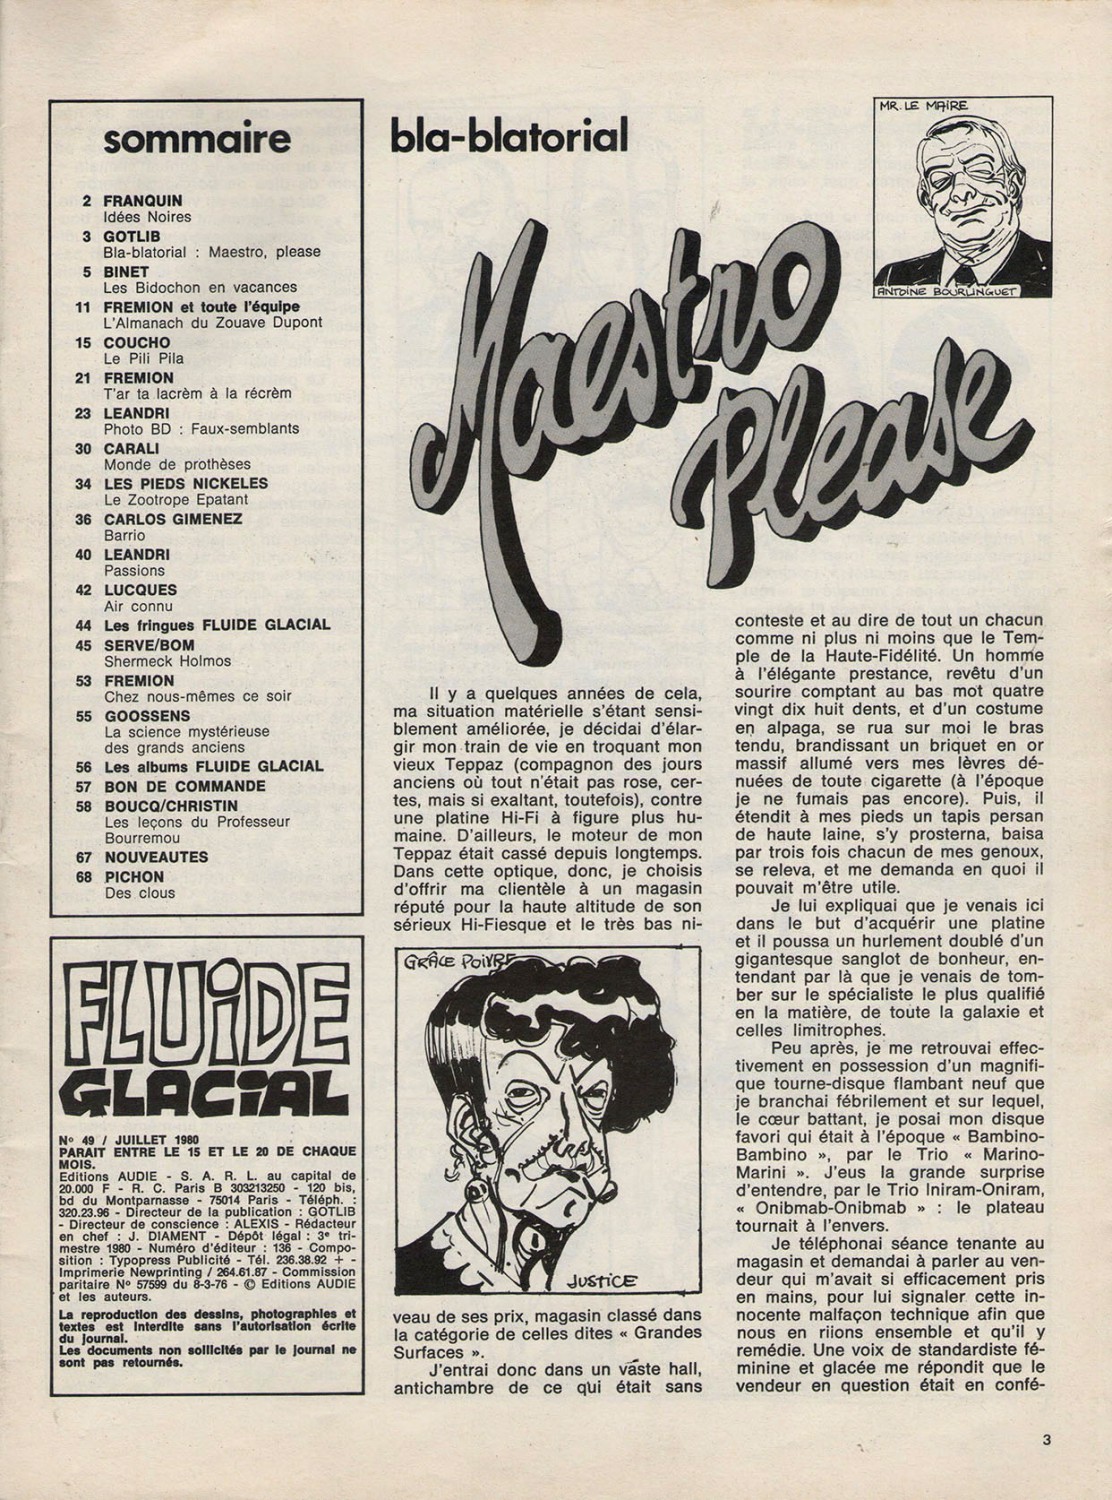 sommaire
2 FRANQUIN
Idées Noires
3 GOTLIB
Bla-blatorial : Maestro, please
5 BINET
Les Bidochon en vacances
11 FREMION et toute l'équipe
L'Almanach du Zouave Dupont
15 COUCHO
Le Pili Pila
21 FREMION
T'ar ta lacrèm à la récrèm
23 LEANDRI
Photo BD : Faux-semblants
30 CARALI
Monde de prothèses
34 LES PIEDS NICKELES
Le Zootrope Epatant
36 CARLOS GIMENEZ
Barrio
40 LEANDRI
Passions
42 LUCQUES
Air connu
44 Les fringues FLUIDE GLACIAL
45 SERVE/BOM
Shermeck Holmos
53 FREMION
Chez nous-mêmes ce soir
55 GOOSSENS
La science mystérieuse
des grands anciens
56 Les albums FLUIDE GLACIAL
57 BON DE COMMANDE
58 BOUCQ/CHRISTIN
Les leçons du Professeur
Bourremou
67 NOUVEAUTES
68 PICHON
Des clous
FLUiDE
GLACiAL
Nº 49 / JUILLET 1980
PARAIT ENTRE LE 15 ET LE 20 DE CHAQUE
MOIS.
Editions AUDIE - S. A. R. L. au capital de
20.000 F - R. C. Paris B 303213250 - 120 bis,
bd du Montparnasse - 75014 Paris - Téléph. :
320.23.96 - Directeur de la publication : GOTLIB
- Directeur de conscience : ALEXIS - Rédacteur
en chef : J. DIAMENT - Dépôt légal : 3e tri-
mestre 1980 - Numéro d'éditeur : 136 - Compo-
sition : Typopress Publicité - Tél. 236.38.92 + -
Imprimerie Newprinting / 264.61.87 - Commission
paritaire Nº 57599 du 8-3-76 - © Editions AUDIE
et les auteurs.
La reproduction des dessins, photographies et
textes est interdite sans l'autorisation écrite
du journal.
Les documents non sollicités par le journal ne
sont pas retournés.
bla-blatorial
MR. LE MAIRE
ANTOINE BOURLINGUET
Maestro
Please
Il y a quelques années de cela,
ma situation matérielle s'étant sensi-
blement améliorée, je décidai d'élar-
gir mon train de vie en troquant mon
vieux Teppaz (compagnon des jours
anciens où tout n'était pas rose, cer-
tes, mais si exaltant, toutefois), contre
une platine Hi-Fi à figure plus hu-
maine. D'ailleurs, le moteur de mon
Teppaz était cassé depuis longtemps.
Dans cette optique, donc, je choisis
d'offrir ma clientèle à un magasin
réputé pour la haute altitude de son
sérieux Hi-Fiesque et le très bas ni-
GRÂCE POIVRE
JUSTICE
veau de ses prix, magasin classé dans
la catégorie de celles dites « Grandes
Surfaces ».
J'entrai donc dans un vaste hall,
antichambre de ce qui était sans
conteste et au dire de tout un chacun
comme ni plus ni moins que le Tem-
ple de la Haute-Fidélité. Un homme
à l'élégante prestance, revêtu d'un
sourire comptant au bas mot quatre
vingt dix huit dents, et d'un costume
en alpaga, se rua sur moi le bras
tendu, brandissant un briquet en or
massif allumé vers mes lèvres dé-
nuées de toute cigarette (à l'époque
je ne fumais pas encore). Puis, il
étendit à mes pieds un tapis persan
de haute laine, s'y prosterna, baisa
par trois fois chacun de mes genoux,
se releva, et me demanda en quoi il
pouvait m'être utile.
Je lui expliquai que je venais ici
dans le but d'acquérir une platine
et il poussa un hurlement doublé d'un
gigantesque sanglot de bonheur, en-
tendant par là que je venais de tom-
ber sur le spécialiste le plus qualifié
en la matière, de toute la galaxie et
celles limitrophes.
Peu après, je me retrouvai effec-
tivement en possession d'un magnifi-
que tourne-disque flambant neuf que
je branchai fébrilement et sur lequel,
le cœur battant, je posai mon disque
favori qui était à l'époque « Bambino-
Bambino », par le Trio « Marino-
Marini ». J'eus la grande surprise
d'entendre, par le Trio Iniram-Oniram,
« Onibmab-Onibmab » : le plateau
tournait à l'envers.
Je téléphonai séance tenante au
magasin et demandai à parler au ven-
deur qui m'avait si efficacement pris
en mains, pour lui signaler cette in-
nocente malfaçon technique afin que
nous en riions ensemble et qu'il y
remédie. Une voix de standardiste fé-
minine et glacée me répondit que le
vendeur en question était en confé-
3